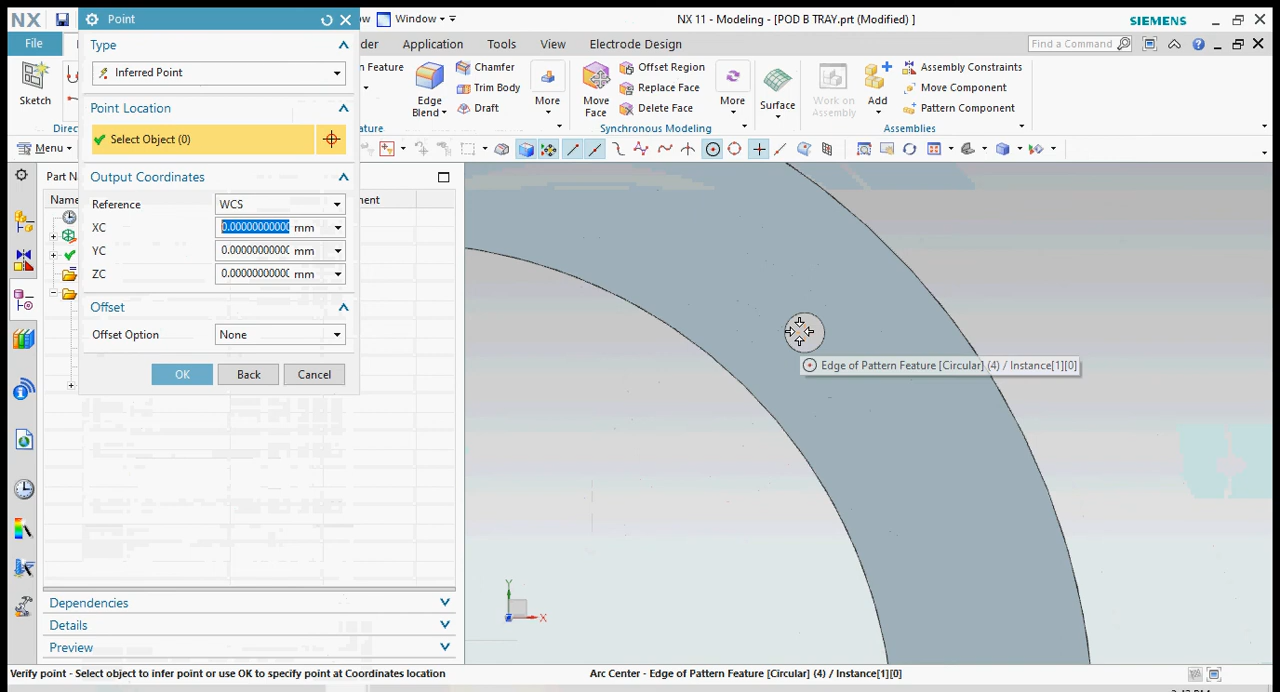 NX
Point
Window
NX 11 - Modeling - [POD B TRAY.prt (Modified) ]
SIEMENS
File
Type
Application
Tools
View
Electrode Design
Find a Command
Inferred Point
Sketch
Feature
Edge
Blend
Chamfer
Trim Body
Draft
More
Move
Face
Offset Region
Replace Face
Delete Face
More
Surface
Work on
Assembly
Add
Assembly Constraints
Move Component
Pattern Component
Synchronous Modeling
Assemblies
Point Location
Select Object (0)
Menu
Output Coordinates
Reference
WCS
XC
0.00000000000 mm
YC
0.00000000000 mm
ZC
0.00000000000 mm
Offset
Offset Option
None
OK
Back
Cancel
Edge of Pattern Feature [Circular] (4) / Instance[1][0]
Y
X
Dependencies
Details
Preview
Verify point - Select object to infer point or use OK to specify point at Coordinates location
Arc Center - Edge of Pattern Feature [Circular] (4) / Instance[1][0]